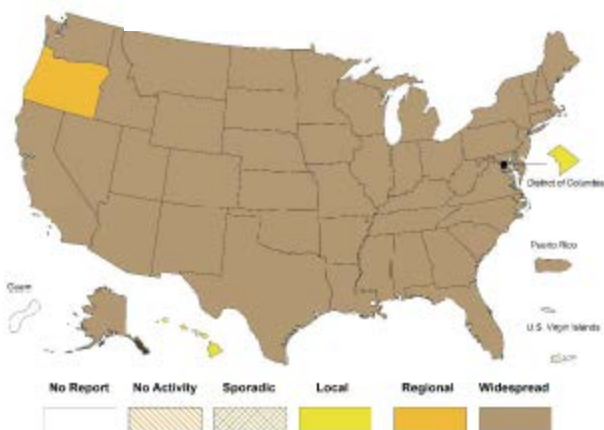 District of Columbia
Puerto Rico
Guam
U.S. Virgin Islands
No Report No Activity Sporadic Local Regional Widespread